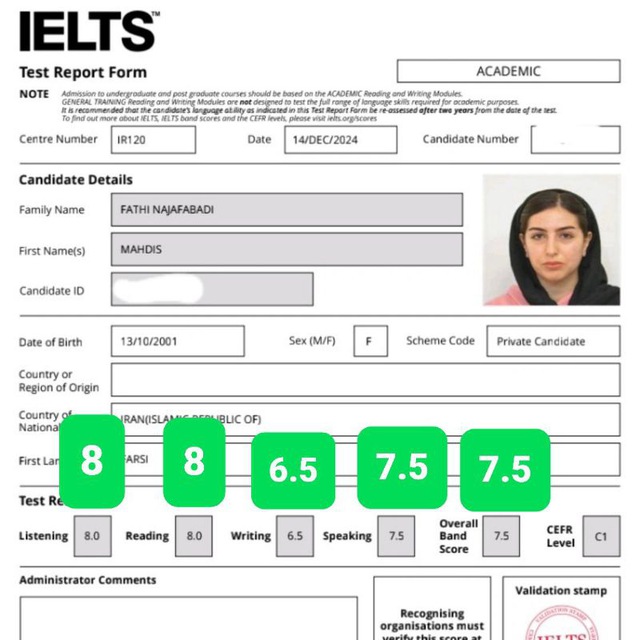 IELTS™
Test Report Form
ACADEMIC
NOTE Admission to undergraduate and post graduate courses should be based on the ACADEMIC Reading and Writing Modules.
GENERAL TRAINING Reading and Writing Modules are not designed to test the full range of language skills required for academic purposes.
It is recommended that the candidate's language ability as indicated in this Test Report Form be re-assessed after two years from the date of the test.
To find out more about IELTS, IELTS band scores and the CEFR levels, please visit ielts.org/scores
Centre Number IR120 Date 14/DEC/2024 Candidate Number
Candidate Details
Family Name FATHI NAJAFABADI
First Name(s) MAHDIS
Candidate ID
Date of Birth 13/10/2001 Sex (M/F) F Scheme Code Private Candidate
Country or
Region of Origin
Country of IRAN(ISLAMIC REPUBLIC OF)
First FARSI
8 8 6.5 7.5 7.5
Test
Listening 8.0 Reading 8.0 Writing 6.5 Speaking 7.5 Overall Band Score 7.5 CEFR Level C1
Administrator Comments
Recognising
organisations must
verify this score at
Validation stamp
IELTS